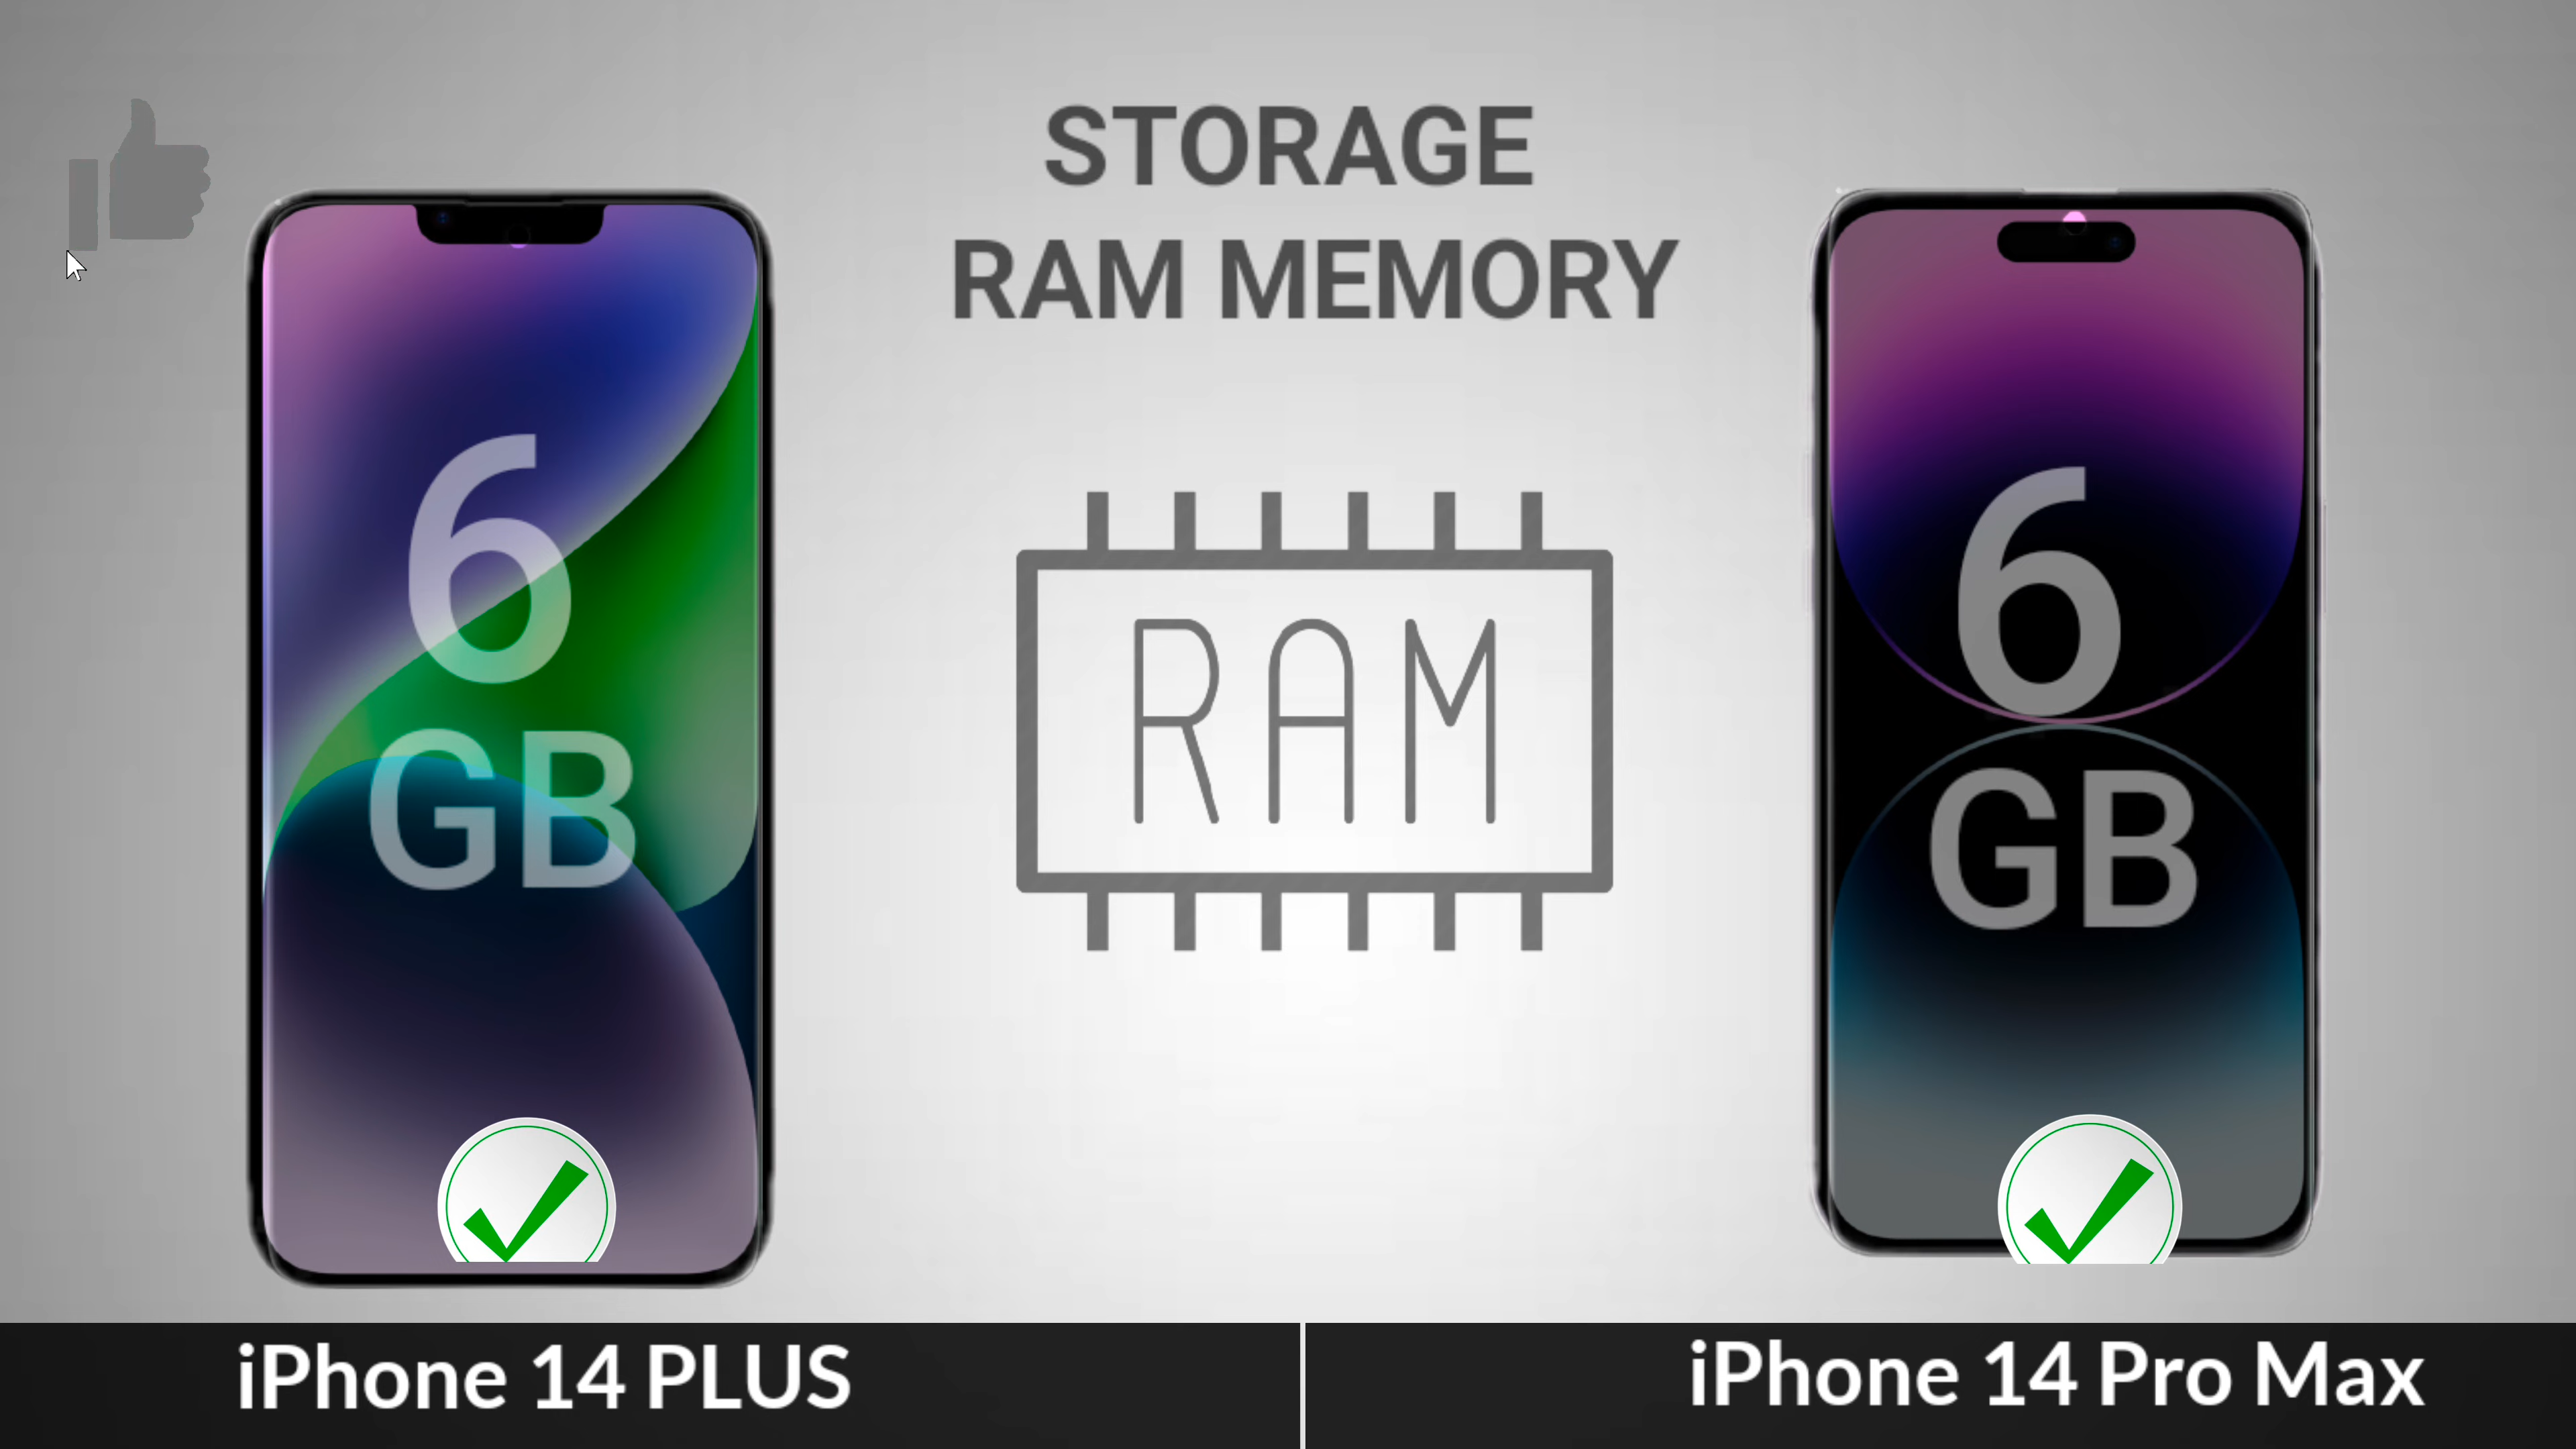 STORAGE
RAM MEMORY
6
GB
RAM
6
GB
iPhone 14 PLUS
iPhone 14 Pro Max